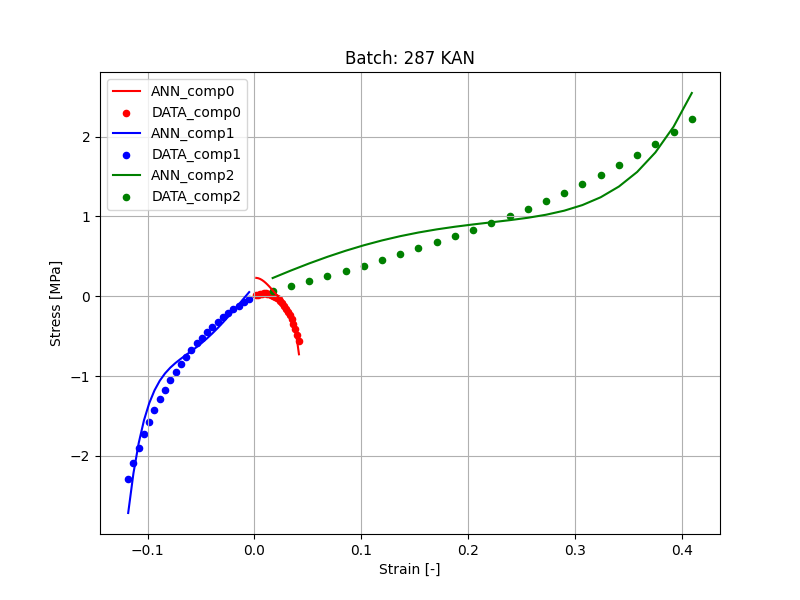 Batch: 287 KAN
ANN_comp0
DATA_comp0
ANN_comp1
DATA_comp1
ANN_comp2
DATA_comp2
2
1
0
−1
−2
Stress [MPa]
−0.1
0.0
0.1
0.2
0.3
0.4
Strain [-]